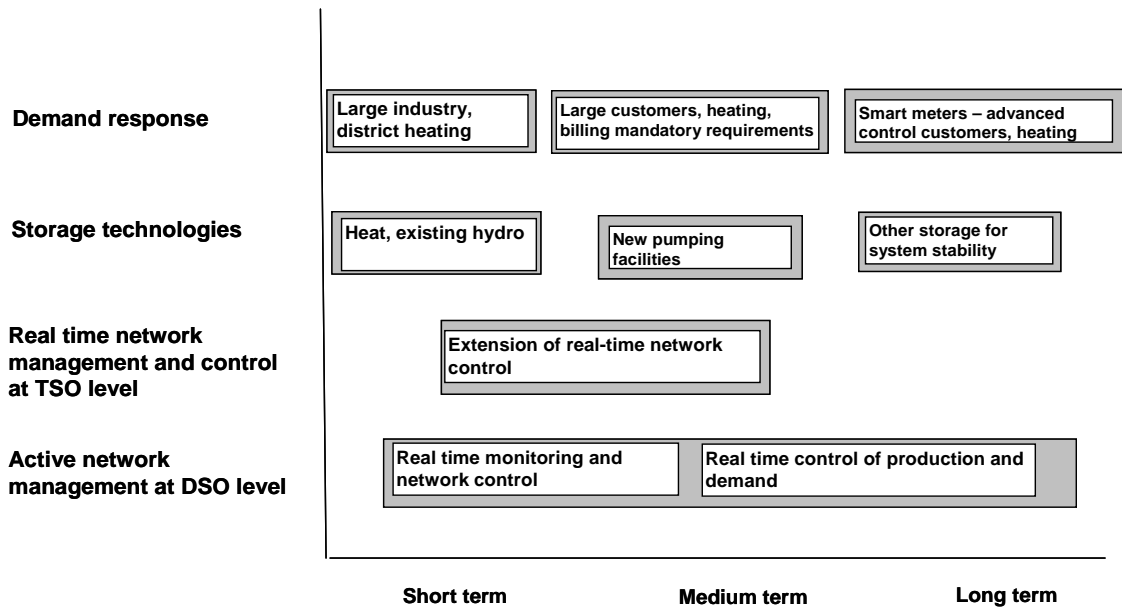 Demand response
Large industry,
district heating
Large customers, heating,
billing mandatory requirements
Smart meters – advanced
control customers, heating
Storage technologies
Heat, existing hydro
New pumping
facilities
Other storage for
system stability
Real time network
management and control
at TSO level
Extension of real-time network
control
Active network
management at DSO level
Real time monitoring and
network control
Real time control of production and
demand
Short term
Medium term
Long term